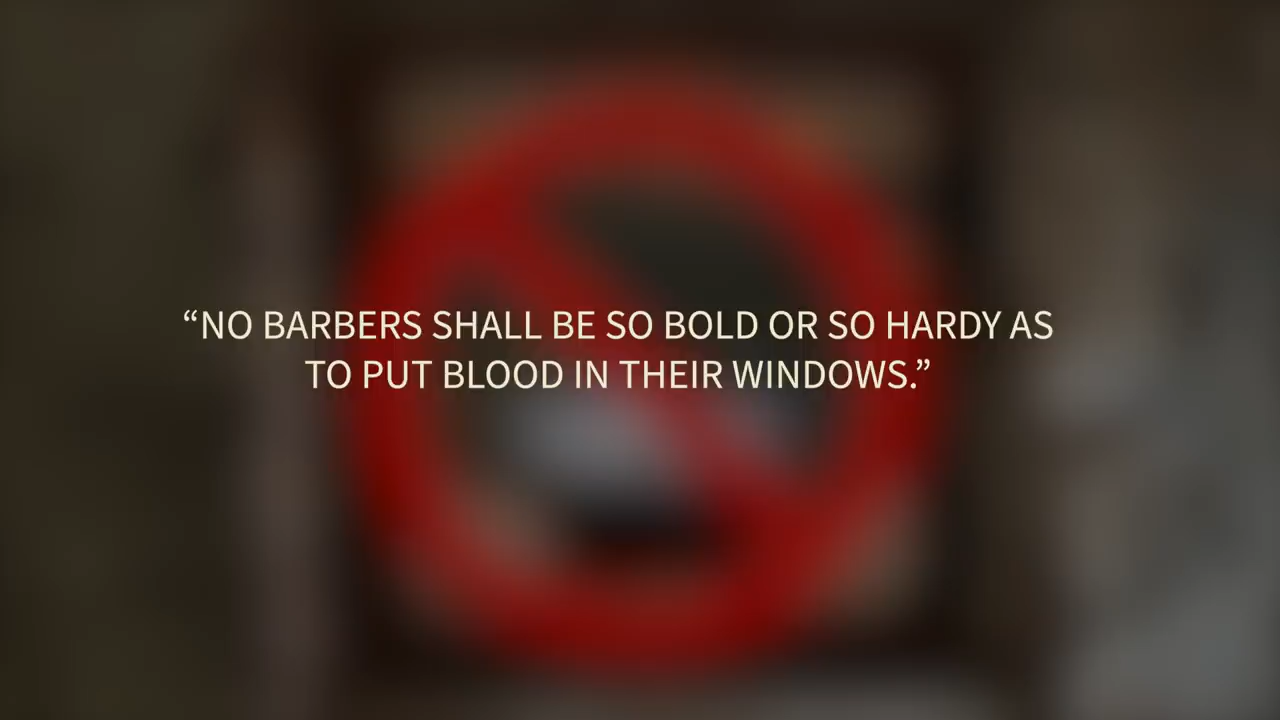 “NO BARBERS SHALL BE SO BOLD OR SO HARDY AS
TO PUT BLOOD IN THEIR WINDOWS.”